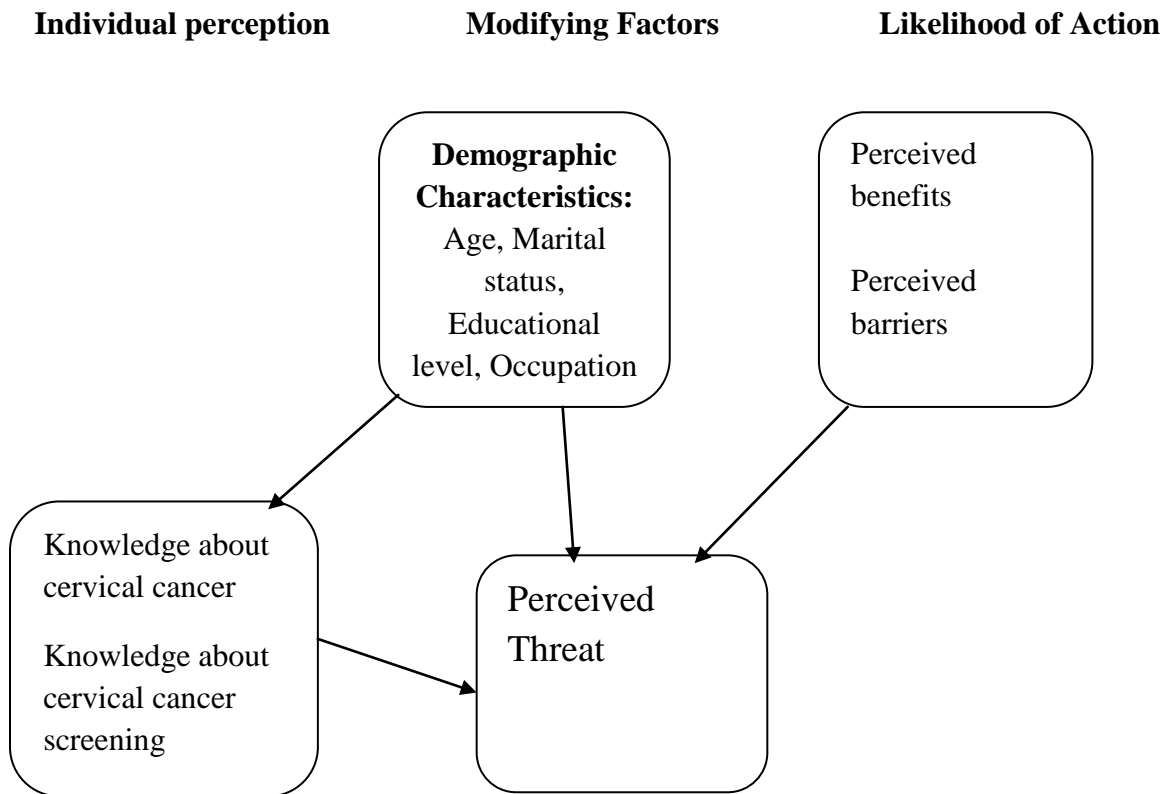 Individual perception
Modifying Factors
Likelihood of Action
Demographic
Characteristics:
Age, Marital
status,
Educational
level, Occupation
Perceived
benefits
Perceived
barriers
Knowledge about
cervical cancer
Knowledge about
cervical cancer
screening
Perceived
Threat